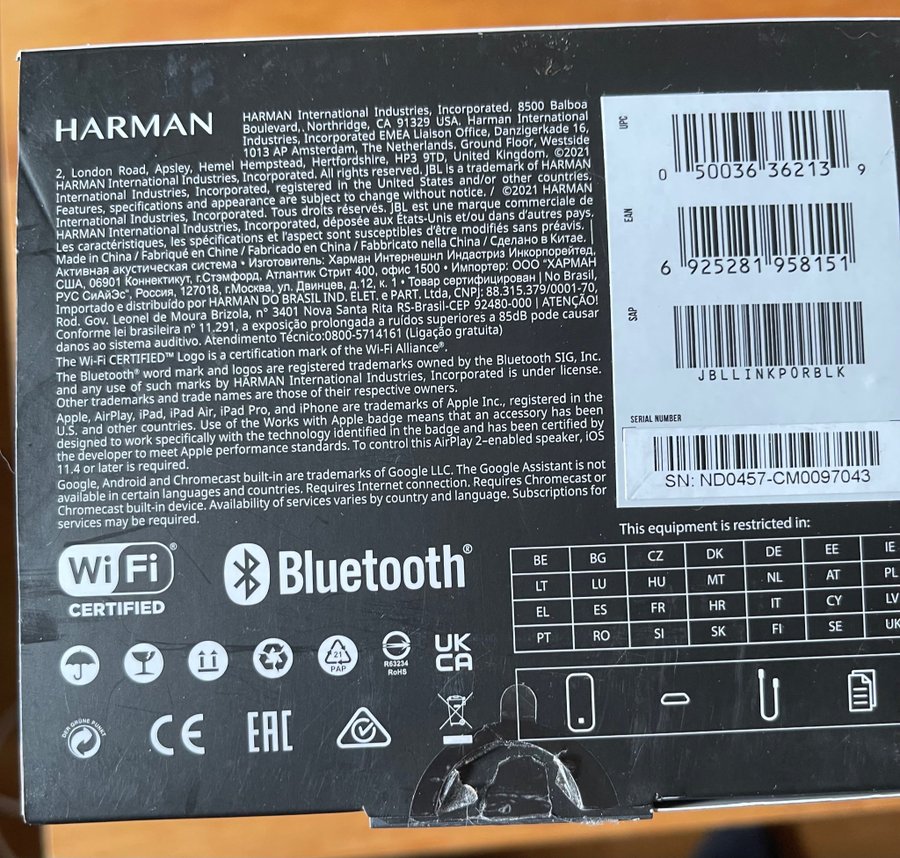 HARMAN
HARMAN International Industries, Incorporated. 8500 Balboa
Boulevard, Northridge, CA 91329 USA. Harman International
Industries, Incorporated EMEA Liaison Office, Danzigerkade 16,
1013 AP Amsterdam, The Netherlands. Ground Floor, Westside
2, London Road, Apsley, Hemel Hempstead, Hertfordshire, HP3 9TD, United Kingdom. ©2021
HARMAN International Industries, Incorporated. All rights reserved. JBL is a trademark of HARMAN
International Industries, Incorporated, registered in the United States and/or other countries.
Features, specifications and appearance are subject to change without notice. / ©2021 HARMAN
International Industries, Incorporated. Tous droits réservés. JBL est une marque commerciale de
HARMAN International Industries, Incorporated, déposée aux États-Unis et/ou dans d'autres pays.
Les caractéristiques, les spécifications et l'aspect sont susceptibles d'être modifiés sans préavis. |
Made in China / Fabriqué en Chine / Fabricado en China / Fabbricato nella China / Сделано в Китае. |
Активная акустическая система • Изготовитель: Харман Интернешнл Индастриз Инкорпорейтед,
США, 06901 Коннектикут, г.Стэмфорд, Атлантик Стрит 400, офис 1500 • Импортер: ООО "ХАРМАН
РУС СиАйЭс", Россия, 127018, г.Москва, ул. Двинцев, д.12, к. 1 • Товар сертифицирован | No Brasil,
Importado e distribuído por HARMAN DO BRASIL IND. ELET. e PART. Ltda, CNPJ: 88.315.379/0001-70,
Rod. Gov. Leonel de Moura Brizola, n° 3401 Nova Santa Rita RS-Brasil-CEP 92480-000 | ATENÇÃO!
Conforme lei brasileira n° 11.291, a exposição prolongada a ruídos superiores a 85dB pode causar
danos ao sistema auditivo. Atendimento Técnico:0800-5714161 (Ligação gratuita)
The Wi-Fi CERTIFIED™ Logo is a certification mark of the Wi-Fi Alliance®.
The Bluetooth® word mark and logos are registered trademarks owned by the Bluetooth SIG, Inc.
and any use of such marks by HARMAN International Industries, Incorporated is under license.
Other trademarks and trade names are those of their respective owners.
Apple, AirPlay, iPad, iPad Air, iPad Pro, and iPhone are trademarks of Apple Inc., registered in the
U.S. and other countries. Use of the Works with Apple badge means that an accessory has been
designed to work specifically with the technology identified in the badge and has been certified by
the developer to meet Apple performance standards. To control this AirPlay 2–enabled speaker, iOS
11.4 or later is required.
Google, Android and Chromecast built-in are trademarks of Google LLC. The Google Assistant is not
available in certain languages and countries. Requires Internet connection. Requires Chromecast or
Chromecast built-in device. Availability of services varies by country and language. Subscriptions for
services may be required.
Wi Fi®
CERTIFIED
Bluetooth®
21
PAP
R63234
RoHS
UK
CA
DER GRÜNE PUNKT
CE
EAC
UPC
0 50036 36213 9
EAN
6 925281 958151
SAP
JBLLINKPORBLK
SERIAL NUMBER
SN: ND0457-CM0097043
This equipment is restricted in:
BE BG CZ DK DE EE IE
LT LU HU MT NL AT PL
EL ES FR HR IT CY LV
PT RO SI SK FI SE UK